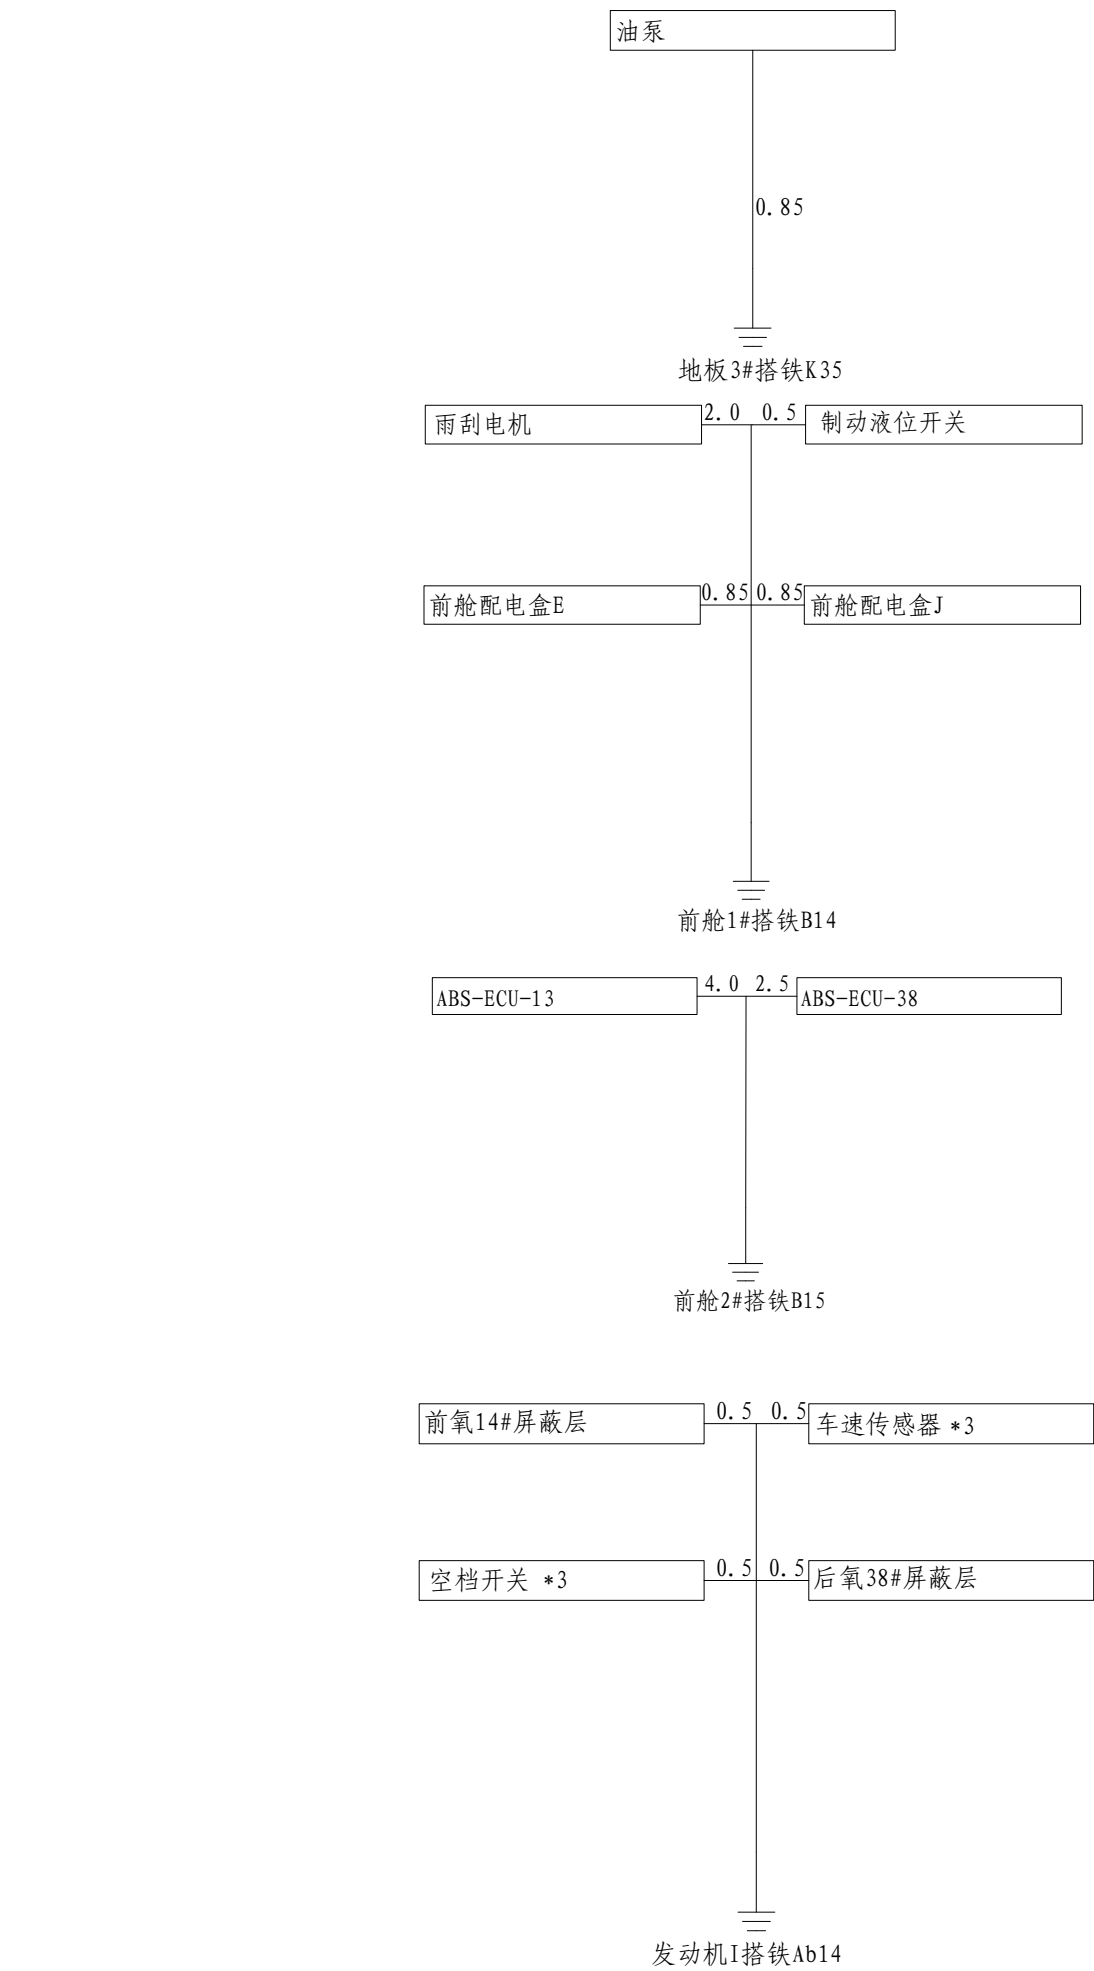 油泵
0.85
地板3#搭铁K35
雨刮电机 2.0 0.5 制动液位开关
前舱配电盒E 0.85 0.85 前舱配电盒J
前舱1#搭铁B14
ABS-ECU-13 4.0 2.5 ABS-ECU-38
前舱2#搭铁B15
前氧14#屏蔽层 0.5 0.5 车速传感器 *3
空档开关 *3 0.5 0.5 后氧38#屏蔽层
发动机I搭铁Ab14